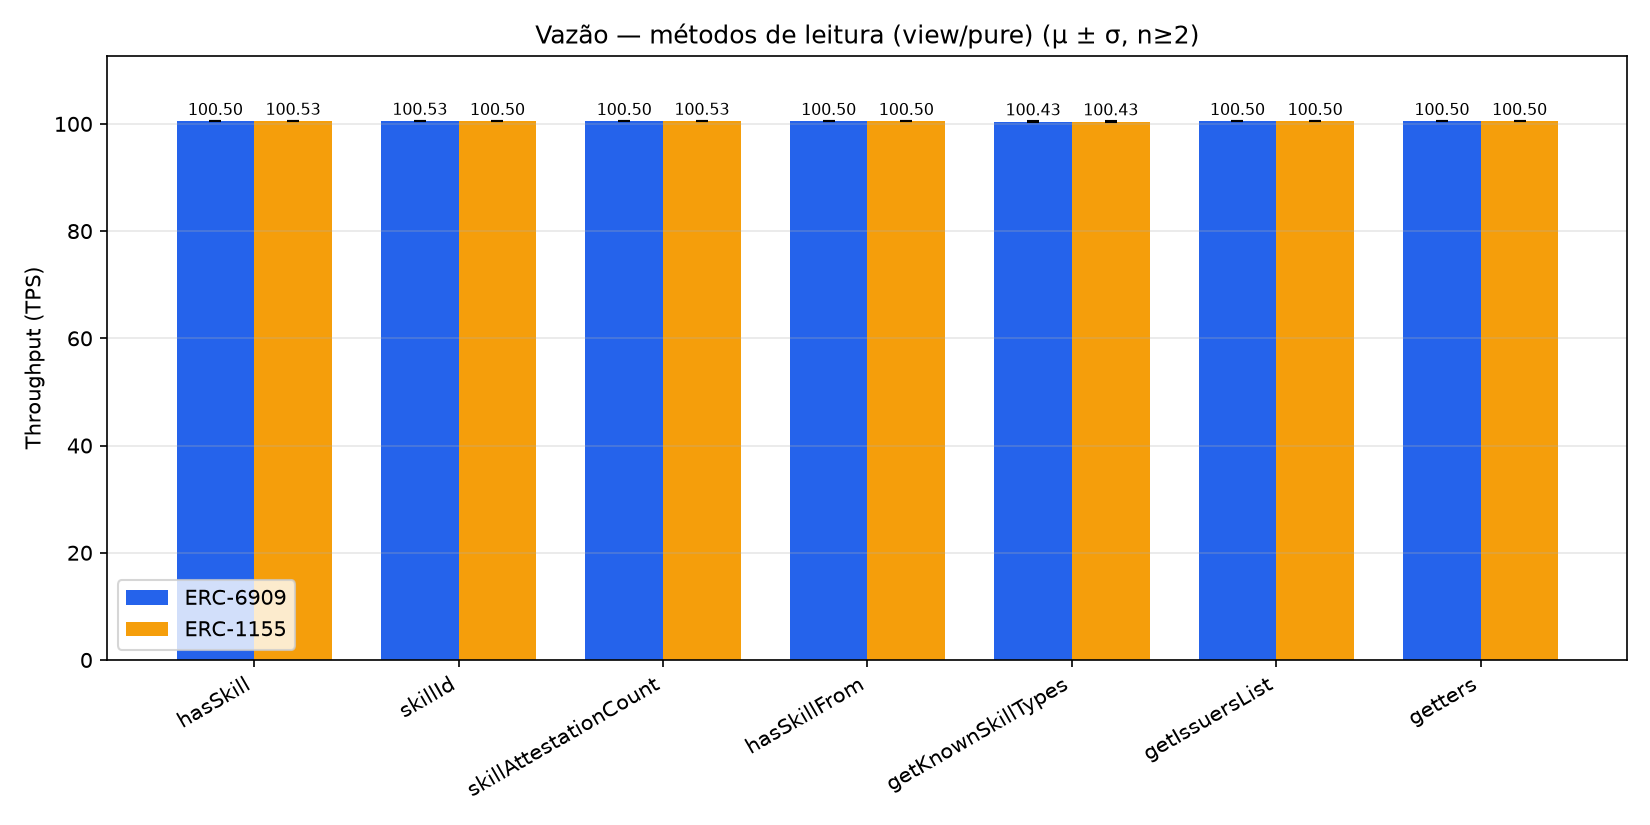 Vazão — métodos de leitura (view/pure) (μ ± σ, n≥2)
100.50 100.53 100.53 100.50 100.50 100.53 100.50 100.50 100.43 100.43 100.50 100.50 100.50 100.50
100
80
60
40
20
0
Throughput (TPS)
ERC-6909
ERC-1155
hasSkill
skillId
skillAttestationCount
hasSkillFrom
getKnownSkillTypes
getIssuersList
getters